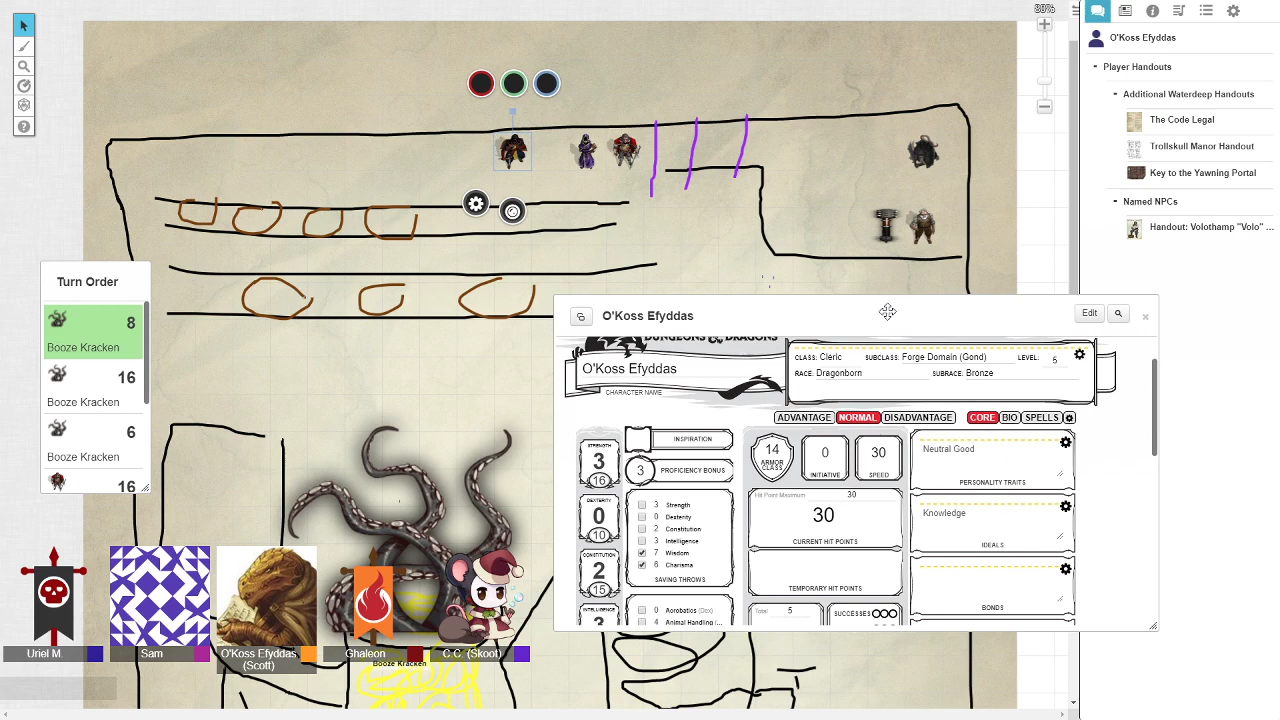 88%
O'Koss Efyddas
Player Handouts
Additional Waterdeep Handouts
The Code Legal
Trollskull Manor Handout
Key to the Yawning Portal
Named NPCs
Handout: Volothamp "Volo" ...
Turn Order
8
Booze Kracken
16
Booze Kracken
6
Booze Kracken
16
O'Koss Efyddas
Edit
DUNGEONS & DRAGONS
O'Koss Efyddas
CHARACTER NAME
CLASS: Cleric SUBCLASS: Forge Domain (Gond) LEVEL: 5
RACE: Dragonborn SUBRACE: Bronze
ADVANTAGE NORMAL DISADVANTAGE
CORE BIO SPELLS
STRENGTH
3
16
DEXTERITY
0
10
CONSTITUTION
2
15
INTELLIGENCE
INSPIRATION
3 PROFICIENCY BONUS
3 Strength
0 Dexterity
2 Constitution
3 Intelligence
7 Wisdom
6 Charisma
SAVING THROWS
0 Acrobatics (Dex)
4 Animal Handling (...
14
ARMOR
CLASS
0
INITIATIVE
30
SPEED
Hit Point Maximum 30
30
CURRENT HIT POINTS
TEMPORARY HIT POINTS
Total 5
SUCCESSES
Neutral Good
PERSONALITY TRAITS
Knowledge
IDEALS
BONDS
Uriel M.
Sam
O'Koss Efyddas
(Scott)
Ghaleon
C.C. (Skoot)
Booze Kracken